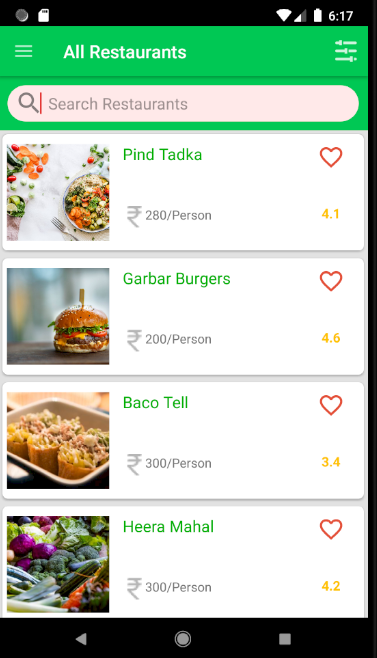 6:17
All Restaurants
Search Restaurants
Pind Tadka
₹ 280/Person
4.1
Garbar Burgers
₹ 200/Person
4.6
Baco Tell
₹ 300/Person
3.4
Heera Mahal
₹ 300/Person
4.2